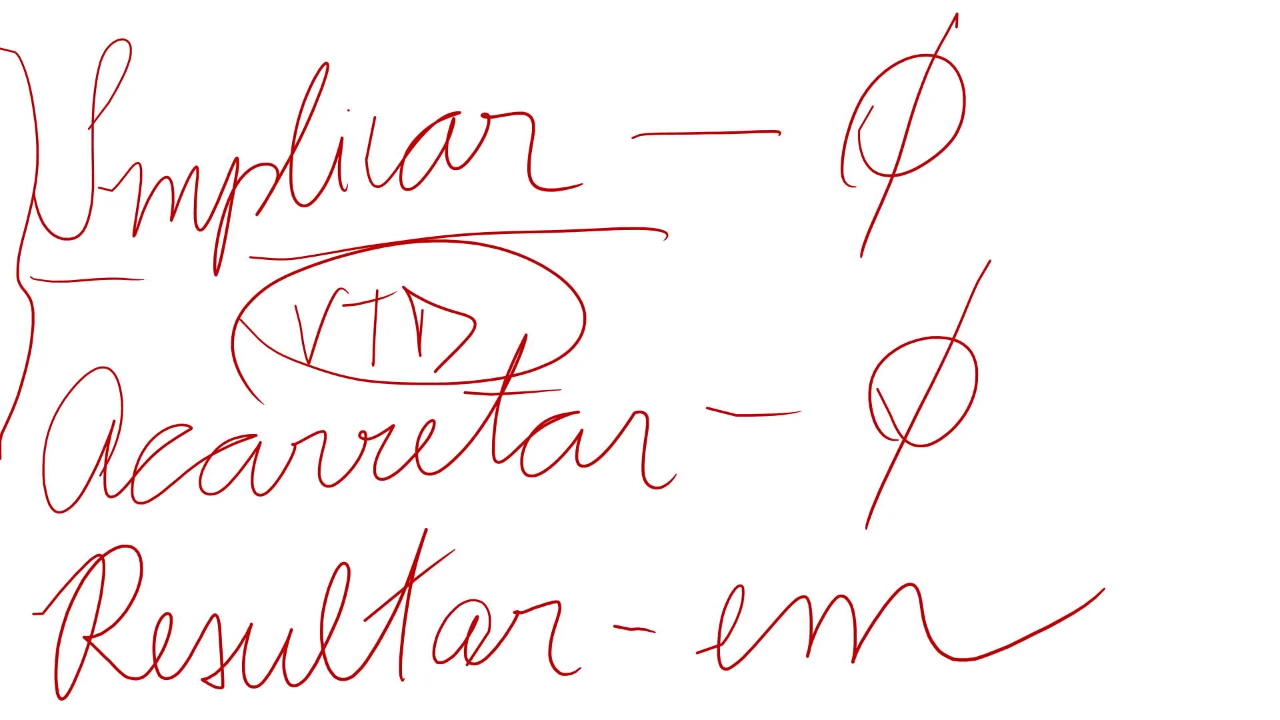 Implicar — Ø
VTD
Acarretar — Ø
Resultar - em